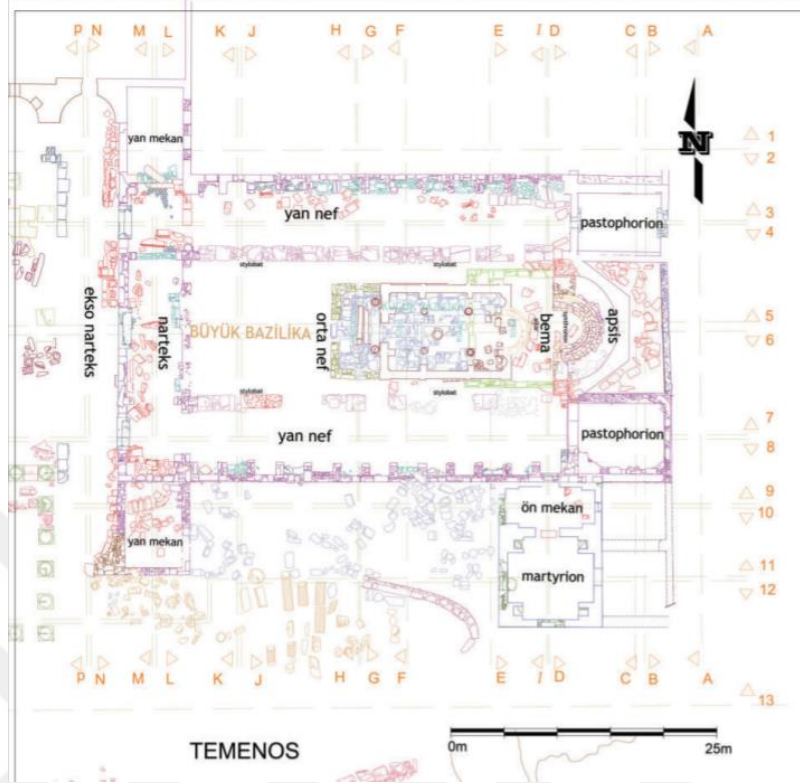 P N M L K J H G F E I D C B A
N
1
2
yan mekan
yan nef
pastophorion
3
4
stylobat stylobat
ekso narteks
narteks
BÜYÜK BAZİLİKA
orta nef
bema
apsis
5
6
stylobat stylobat
yan nef
pastophorion
7
8
ön mekan
9
10
yan mekan
martyrion
11
12
P N M L K J H G F E I D C B A
13
TEMENOS
0m 25m